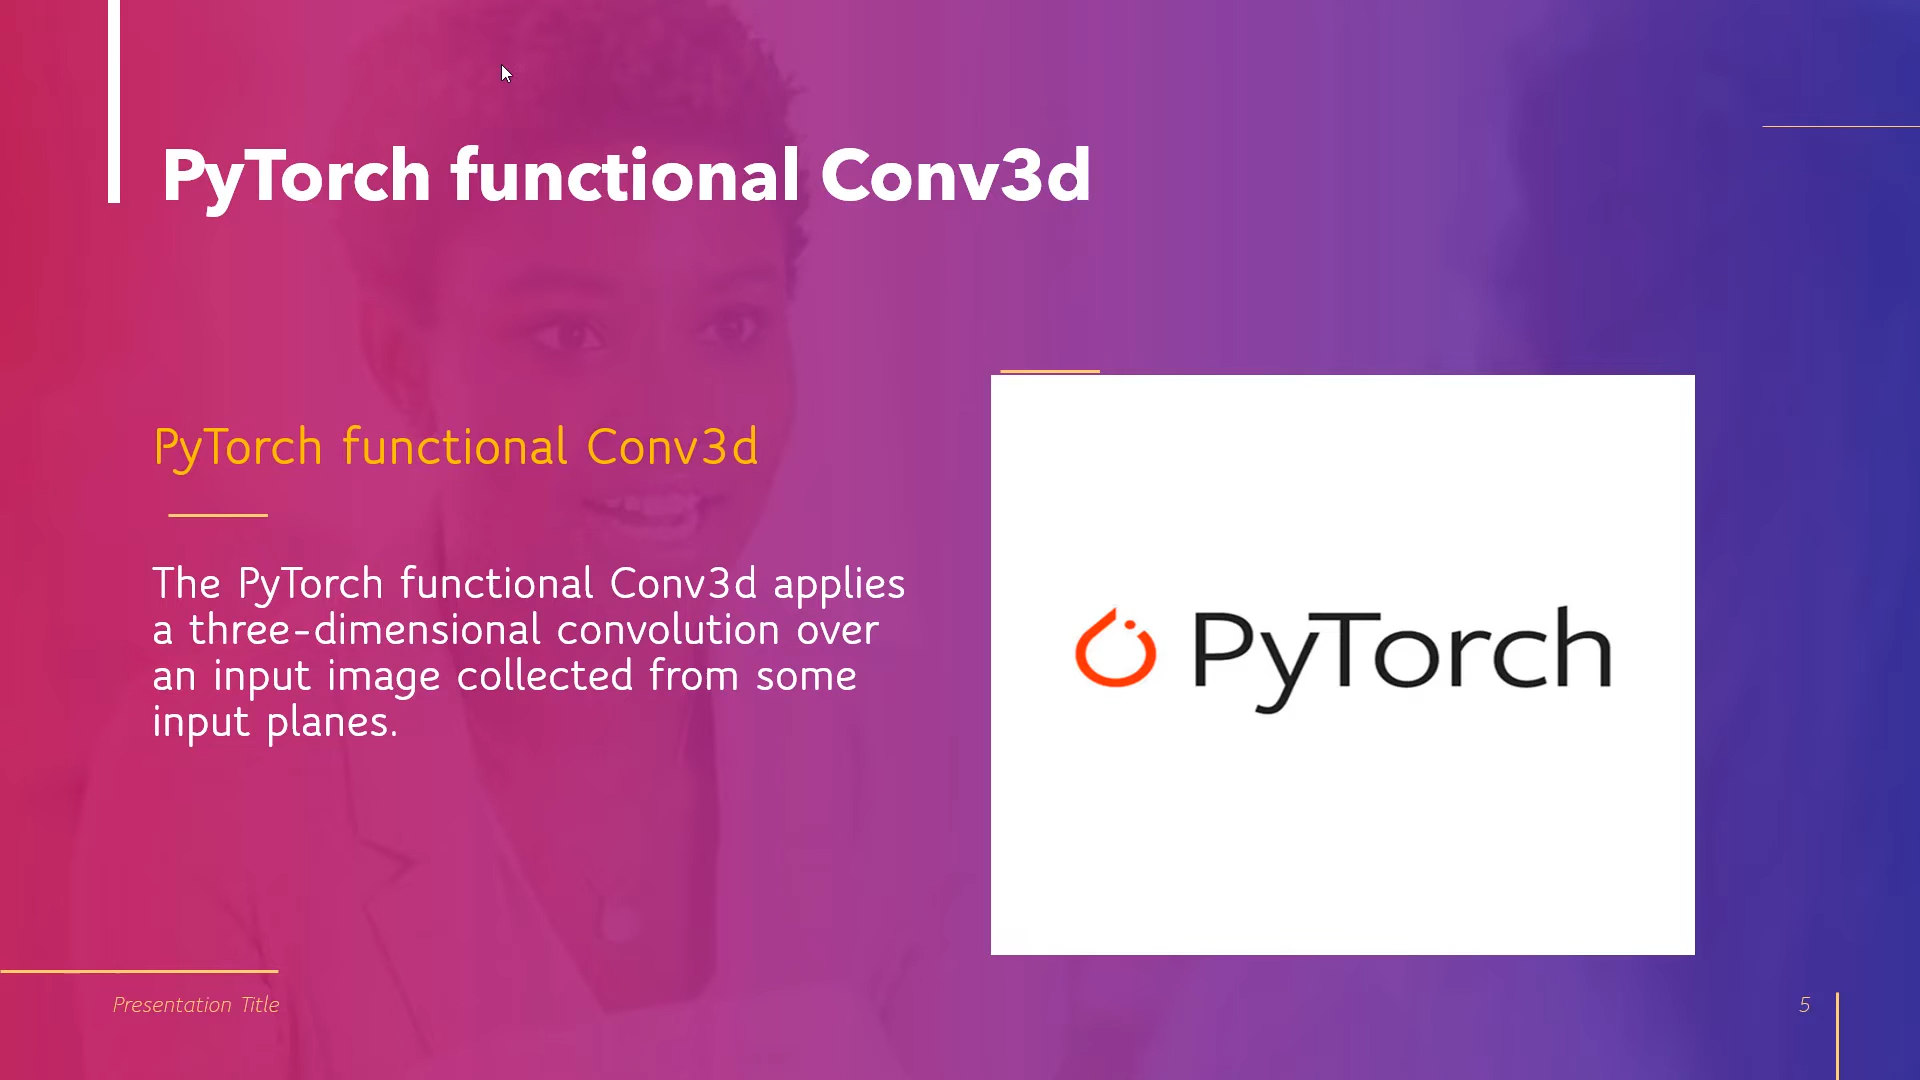 PyTorch functional Conv3d
PyTorch functional Conv3d
The PyTorch functional Conv3d applies
a three-dimensional convolution over
an input image collected from some
input planes.
PyTorch
Presentation Title
5